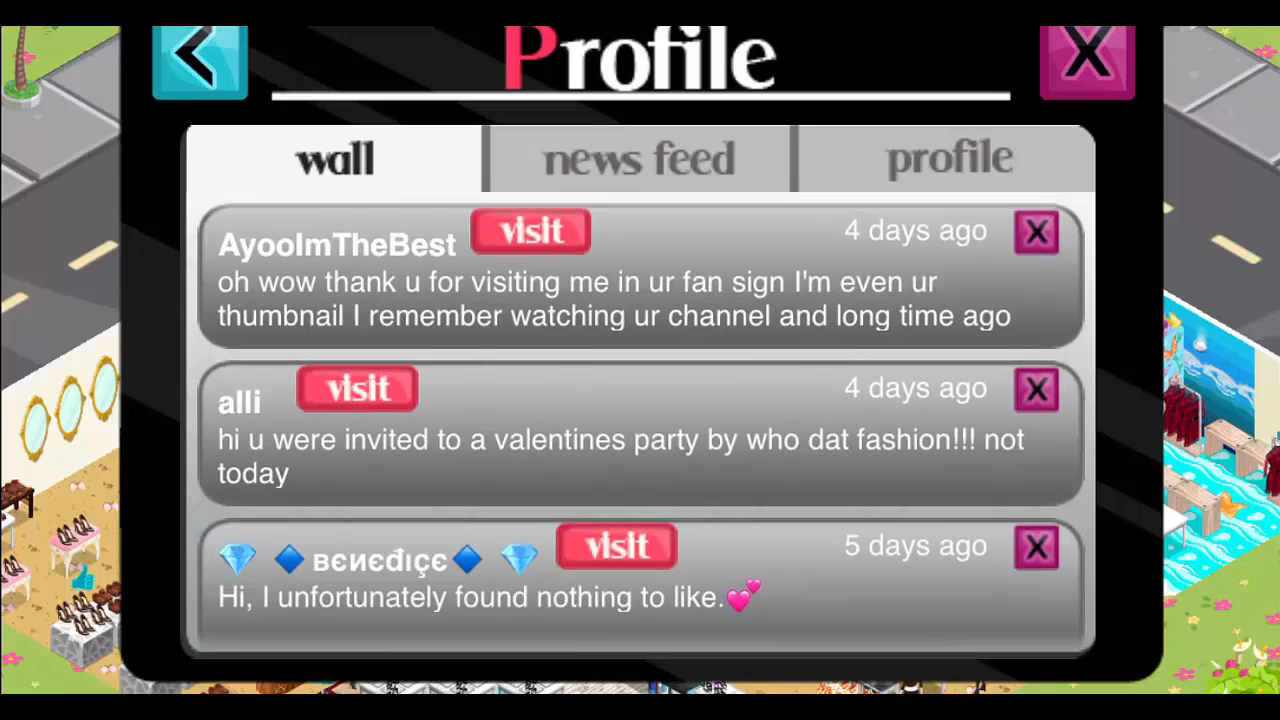 Profile
wall news feed profile
AyooImTheBest visit 4 days ago X
oh wow thank u for visiting me in ur fan sign I'm even ur
thumbnail I remember watching ur channel and long time ago
alli visit 4 days ago X
hi u were invited to a valentines party by who dat fashion!!! not
today
💎 🔷 вєиє∂ıçє🔷 💎 visit 5 days ago X
Hi, I unfortunately found nothing to like.💕